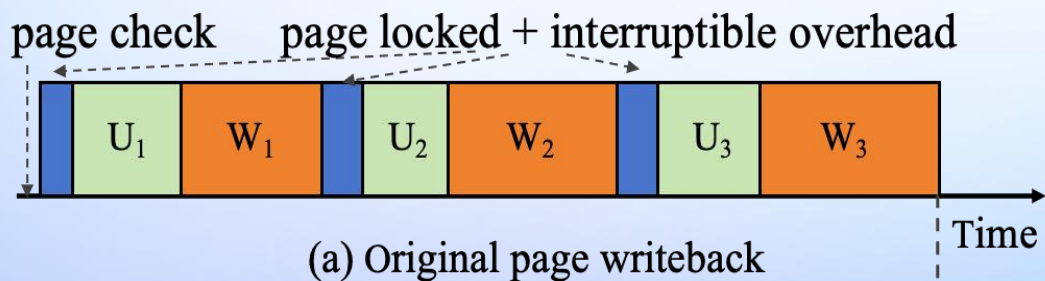 page check page locked + interruptible overhead
U₁ W₁ U₂ W₂ U₃ W₃
Time
(a) Original page writeback